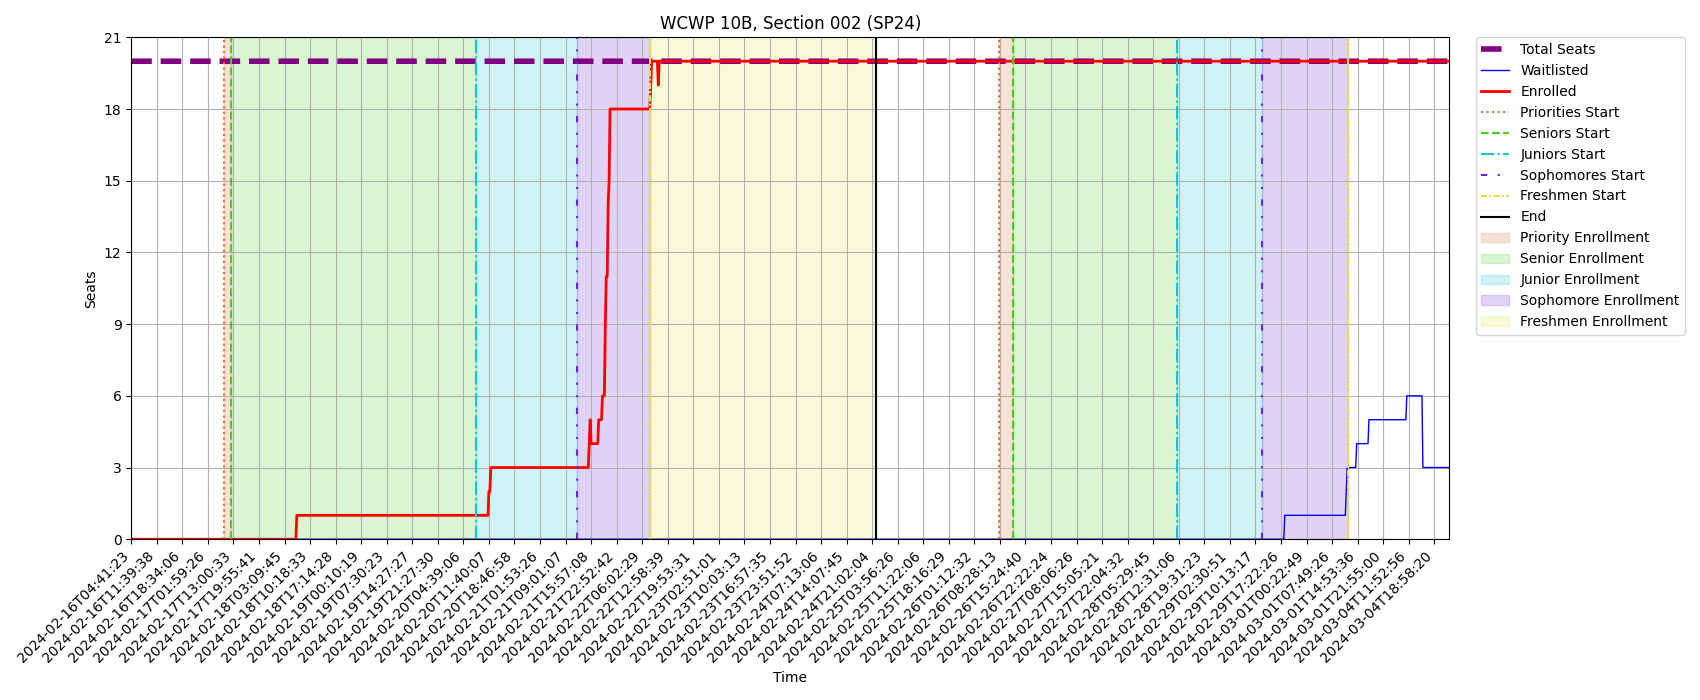 WCWP 10B, Section 002 (SP24)
21
18
15
12
9
6
3
0
Seats
2024-02-16T04:41:23
2024-02-16T11:39:38
2024-02-16T18:34:06
2024-02-17T01:59:26
2024-02-17T13:00:33
2024-02-17T19:55:41
2024-02-18T03:09:45
2024-02-18T10:18:33
2024-02-18T17:14:28
2024-02-19T00:10:19
2024-02-19T07:30:23
2024-02-19T14:27:27
2024-02-19T21:27:30
2024-02-20T04:39:06
2024-02-20T11:40:07
2024-02-20T18:46:58
2024-02-21T01:53:26
2024-02-21T09:01:07
2024-02-21T15:57:08
2024-02-21T22:52:42
2024-02-22T06:02:29
2024-02-22T12:58:39
2024-02-22T19:53:31
2024-02-23T02:51:01
2024-02-23T10:03:13
2024-02-23T16:57:35
2024-02-23T23:51:52
2024-02-24T07:13:06
2024-02-24T14:07:45
2024-02-24T21:02:04
2024-02-25T03:56:26
2024-02-25T11:22:06
2024-02-25T18:16:29
2024-02-26T01:12:32
2024-02-26T08:28:13
2024-02-26T15:24:40
2024-02-26T22:22:24
2024-02-27T08:06:26
2024-02-27T15:05:21
2024-02-27T22:04:32
2024-02-28T05:29:45
2024-02-28T12:31:06
2024-02-28T19:31:23
2024-02-29T02:30:51
2024-02-29T10:13:17
2024-02-29T17:22:26
2024-03-01T00:22:49
2024-03-01T07:49:26
2024-03-01T14:53:36
2024-03-01T21:55:00
2024-03-04T11:52:56
2024-03-04T18:58:20
Time
Total Seats
Waitlisted
Enrolled
Priorities Start
Seniors Start
Juniors Start
Sophomores Start
Freshmen Start
End
Priority Enrollment
Senior Enrollment
Junior Enrollment
Sophomore Enrollment
Freshmen Enrollment